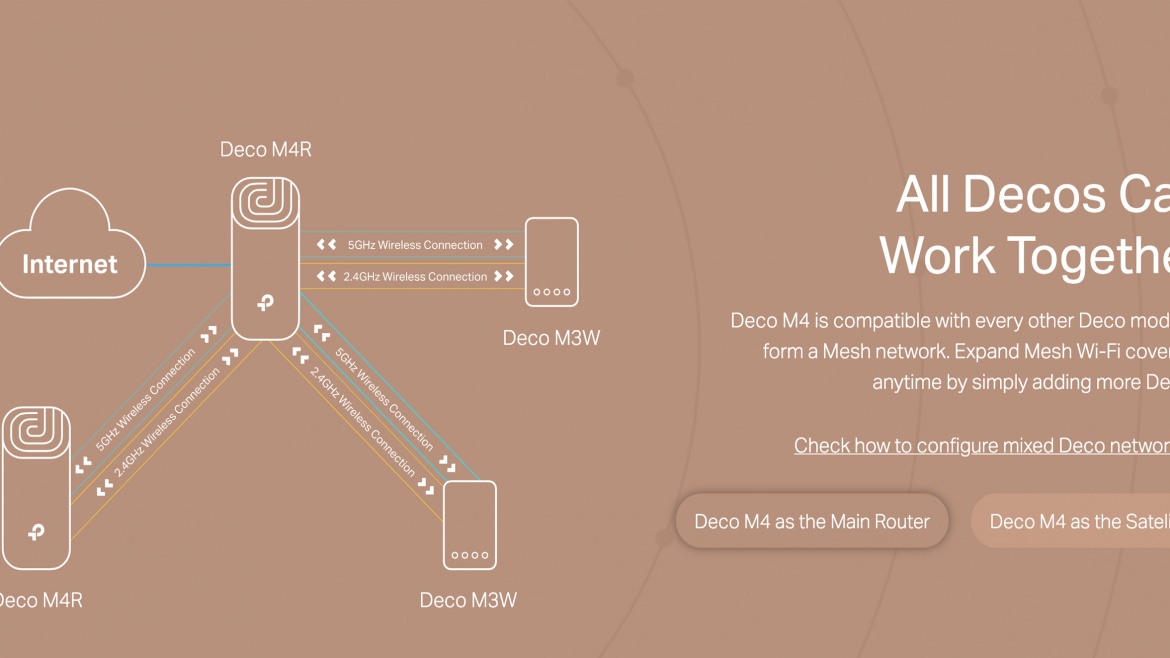 Deco M4R
Internet
5GHz Wireless Connection
2.4GHz Wireless Connection
Deco M3W
5GHz Wireless Connection
2.4GHz Wireless Connection
5GHz Wireless Connection
2.4GHz Wireless Connection
Deco M4R
Deco M3W
All Decos Ca
Work Togethe
Deco M4 is compatible with every other Deco mod
form a Mesh network. Expand Mesh Wi-Fi cover
anytime by simply adding more De
Check how to configure mixed Deco networ
Deco M4 as the Main Router
Deco M4 as the Sateli